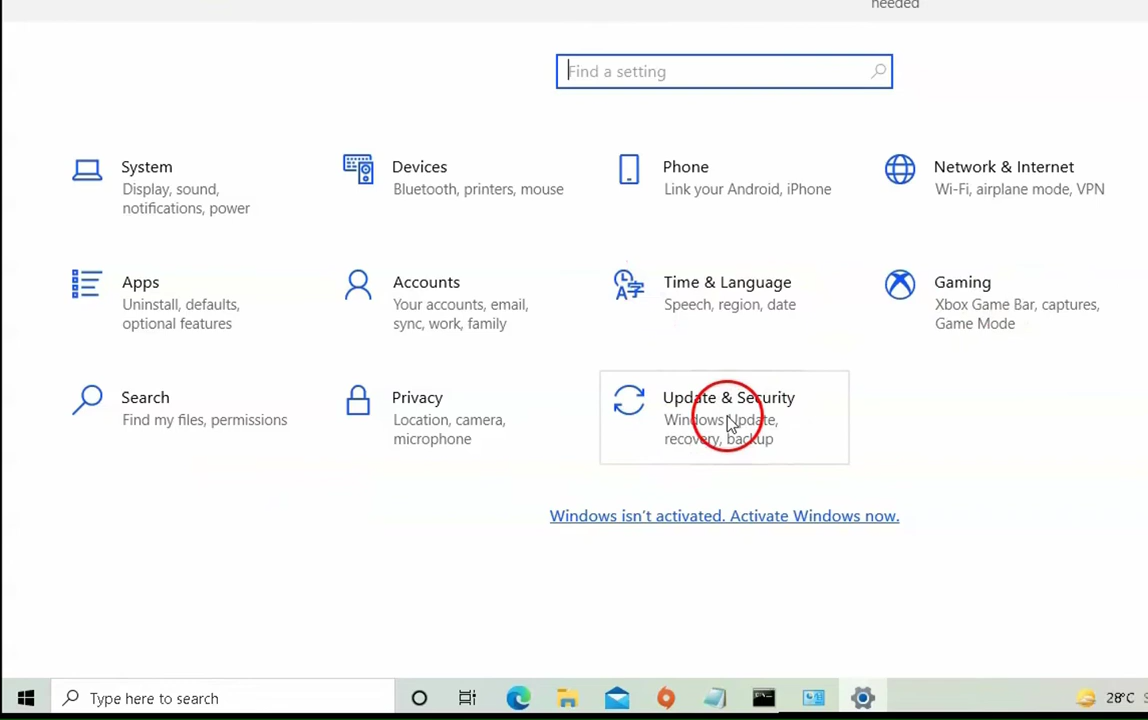 needed
Find a setting
System
Display, sound,
notifications, power
Devices
Bluetooth, printers, mouse
Phone
Link your Android, iPhone
Network & Internet
Wi-Fi, airplane mode, VPN
Apps
Uninstall, defaults,
optional features
Accounts
Your accounts, email,
sync, work, family
Time & Language
Speech, region, date
Gaming
Xbox Game Bar, captures,
Game Mode
Search
Find my files, permissions
Privacy
Location, camera,
microphone
Update & Security
Windows Update,
recovery, backup
Windows isn't activated. Activate Windows now.
Type here to search
28°C